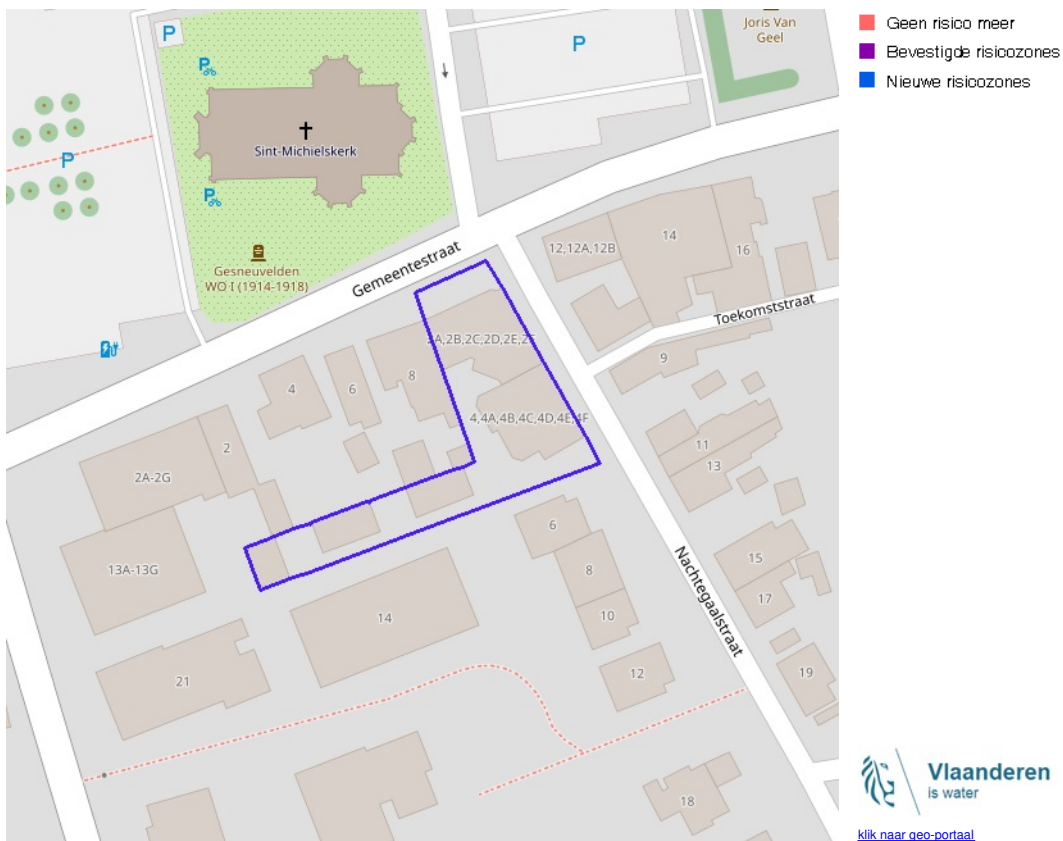 P
Joris Van
Geel
P
P
Sint-Michielskerk
P
P
P
Gesneuvelden
WO I (1914-1918)
Gemeentestraat
12,12A,12B
14
16
Toekomststraat
2A,2B,2C,2D,2E,2F
4
6
8
9
4,4A,4B,4C,4D,4E,4F
2
2A-2G
11
13
13A-13G
6
8
10
14
15
17
Nachtegaalstraat
12
19
21
18
Geen risico meer
Bevestigde risicozones
Nieuwe risicozones
Vlaanderen
is water
klik naar geo-portaal